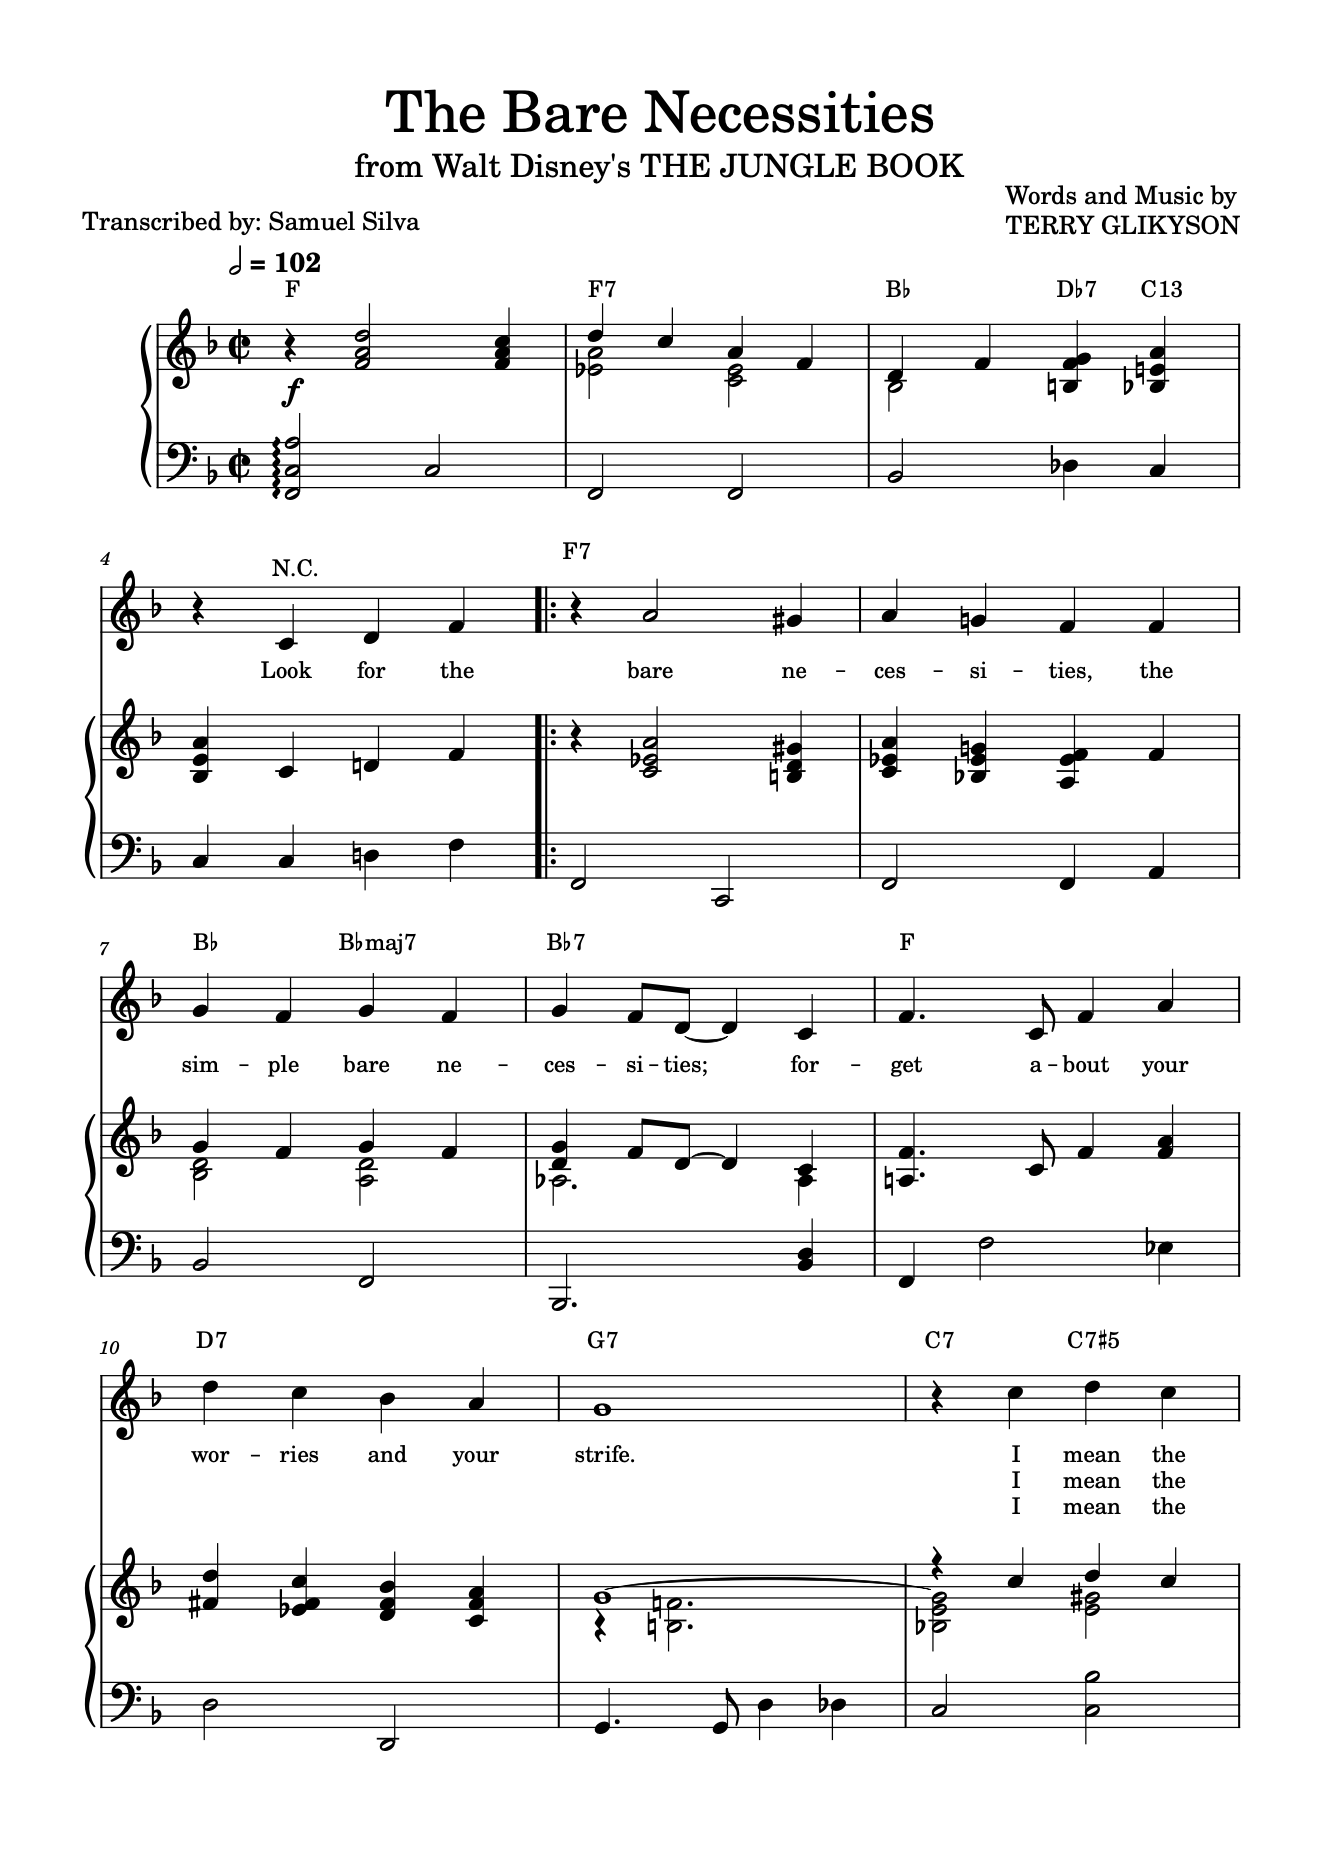 The Bare Necessities
from Walt Disney's THE JUNGLE BOOK
Words and Music by
Transcribed by: Samuel Silva
TERRY GLIKYSON
= 102
F F7 B♭ D♭7 C13
f
4
N.C. F7
Look for the bare ne - ces - si - ties, the
7
B♭ B♭maj7 B♭7 F
sim - ple bare ne - ces - si - ties; for - get a - bout your
10
D7 G7 C7 C7♯5
wor - ries and your strife. I mean the
I mean the
I mean the